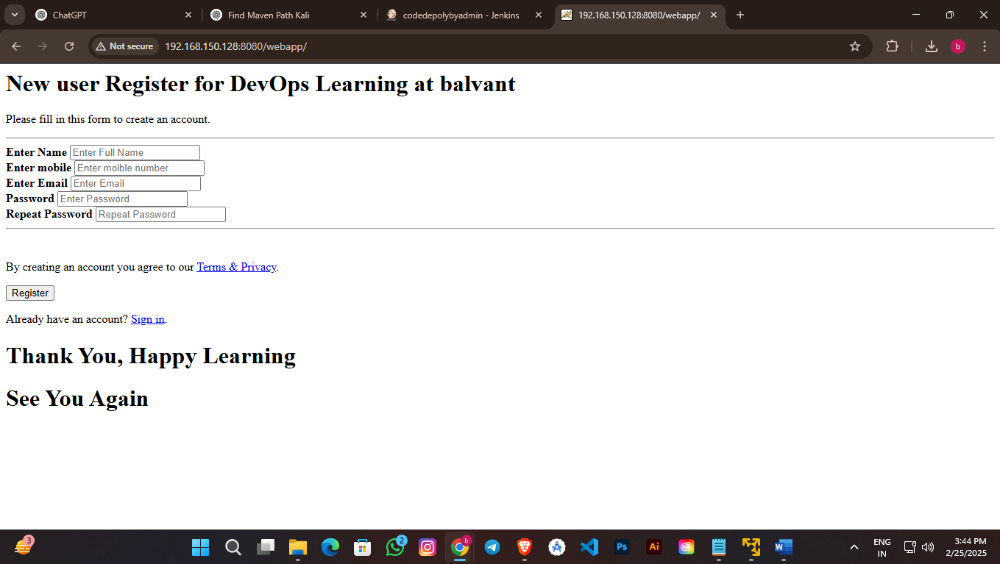 ChatGPT
Find Maven Path Kali
codedepolybyadmin - Jenkins
192.168.150.128:8080/webapp/
Not secure
192.168.150.128:8080/webapp/
b
New user Register for DevOps Learning at balvant
Please fill in this form to create an account.
Enter Name Enter Full Name
Enter mobile Enter moible number
Enter Email Enter Email
Password Enter Password
Repeat Password Repeat Password
By creating an account you agree to our Terms & Privacy.
Register
Already have an account? Sign in.
Thank You, Happy Learning
See You Again
3
2
b
Ps
Ai
W
ENG
IN
3:44 PM
2/25/2025